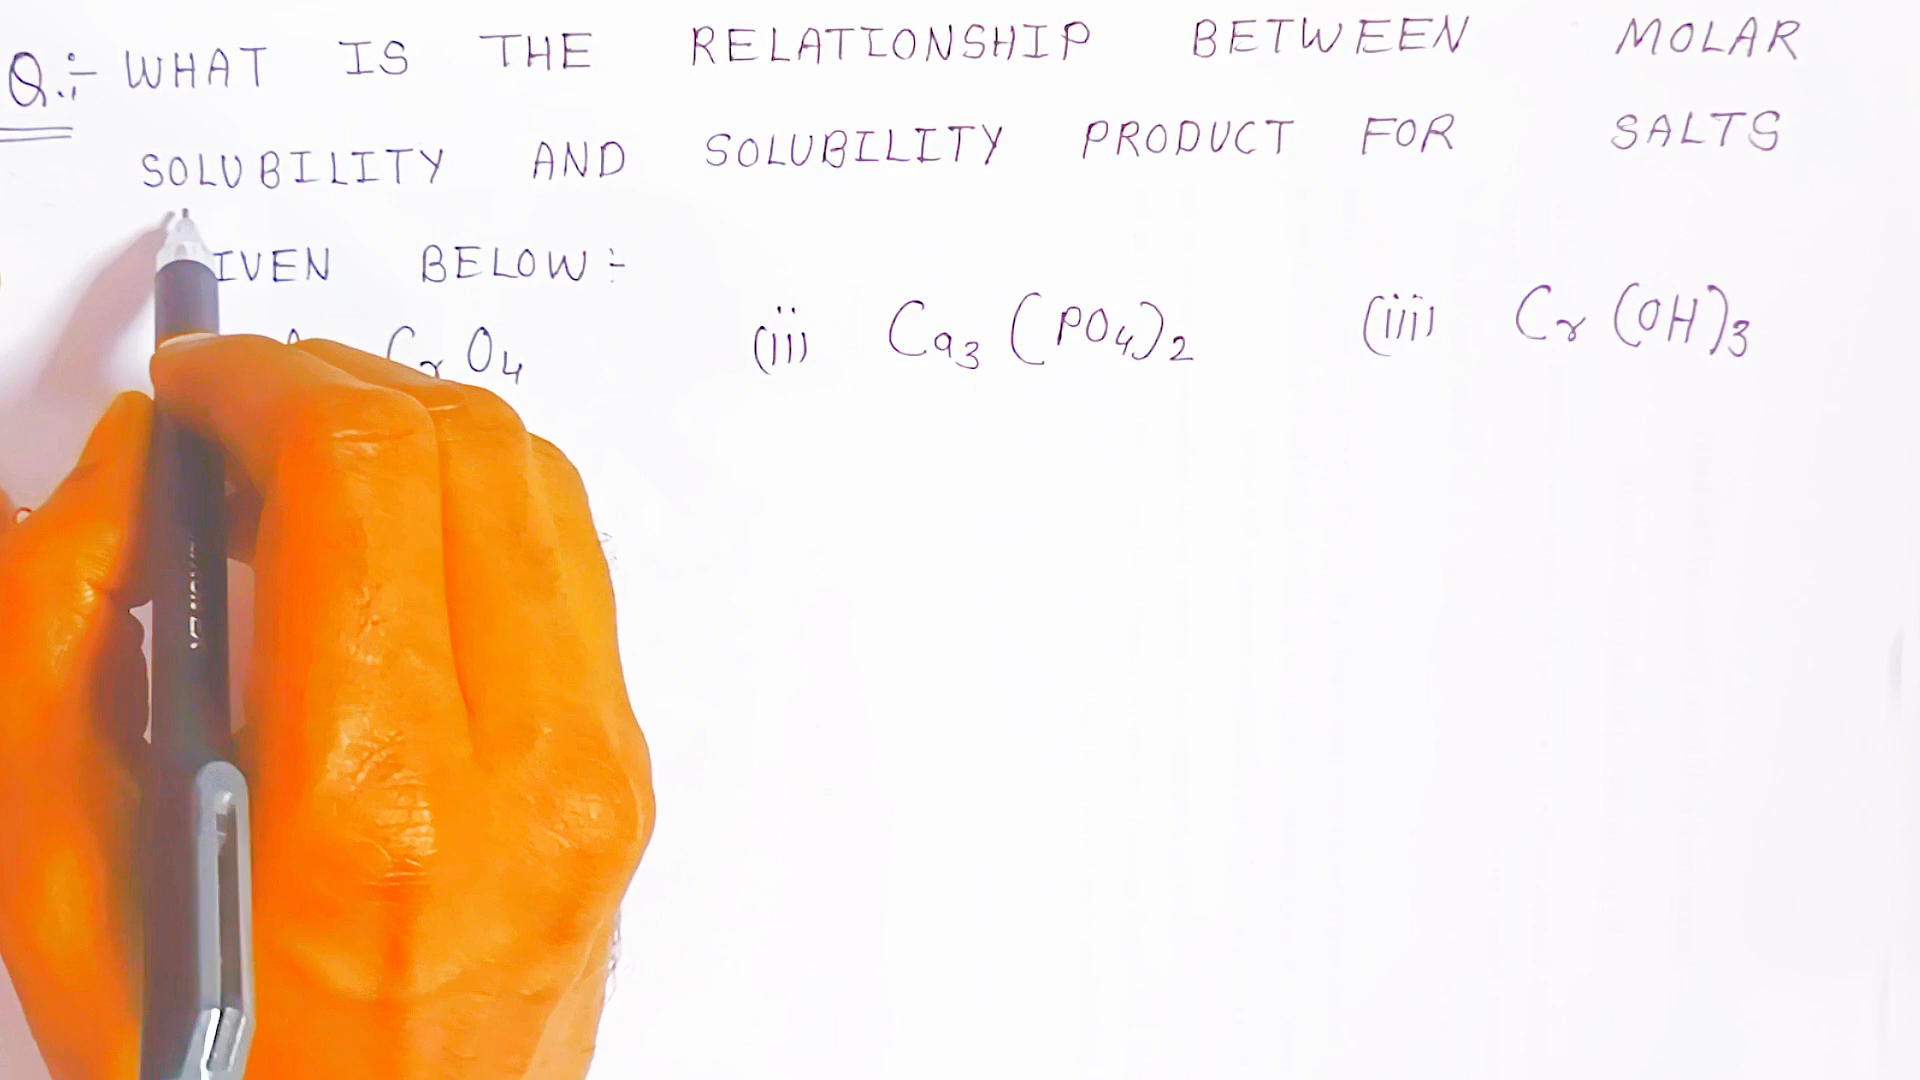 Q.:- WHAT IS THE RELATIONSHIP BETWEEN MOLAR
SOLUBILITY AND SOLUBILITY PRODUCT FOR SALTS
IVEN BELOW:-
CrO4 (ii) Ca3(PO4)2 (iii) Cr(OH)3